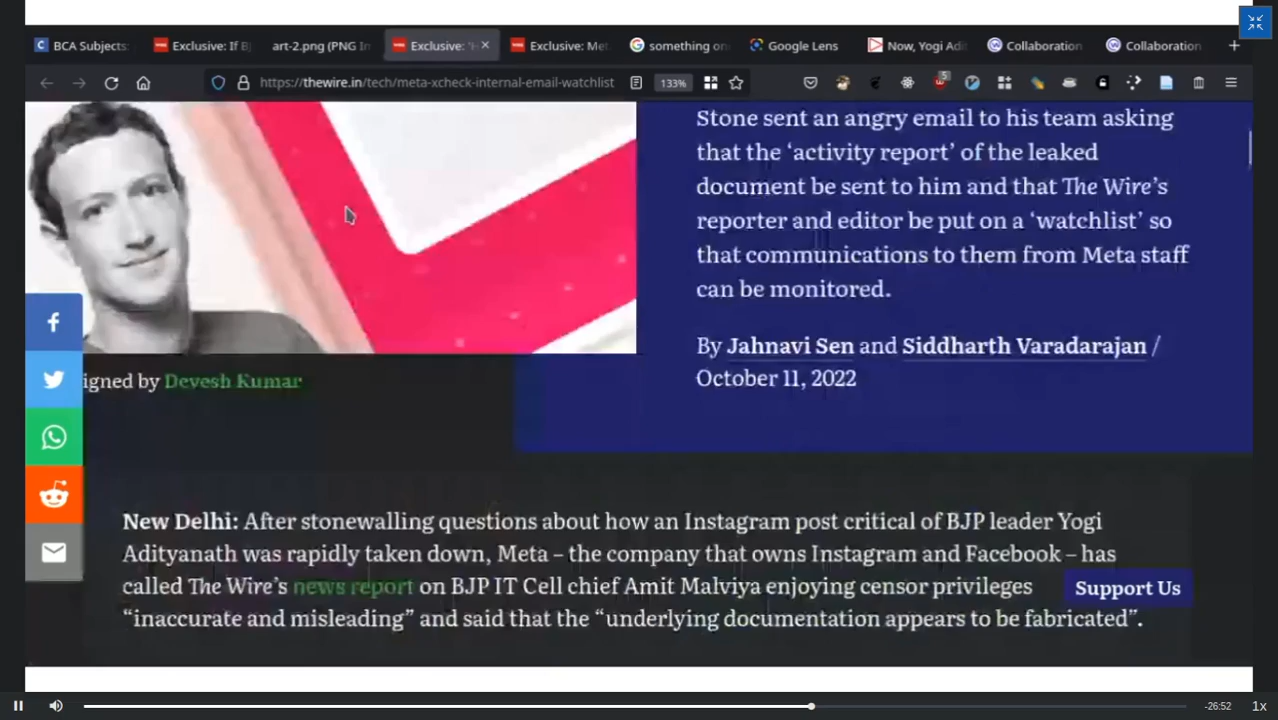 BCA Subjects:
Exclusive: If B
art-2.png (PNG In
Exclusive: 'H
Exclusive: Met
something on
Google Lens
Now, Yogi Adit
Collaboration
Collaboration
https://thewire.in/tech/meta-xcheck-internal-email-watchlist
133%
5
Stone sent an angry email to his team asking
that the ‘activity report’ of the leaked
document be sent to him and that The Wire’s
reporter and editor be put on a ‘watchlist’ so
that communications to them from Meta staff
can be monitored.
By Jahnavi Sen and Siddharth Varadarajan /
October 11, 2022
igned by Devesh Kumar
New Delhi: After stonewalling questions about how an Instagram post critical of BJP leader Yogi
Adityanath was rapidly taken down, Meta – the company that owns Instagram and Facebook – has
called The Wire’s news report on BJP IT Cell chief Amit Malviya enjoying censor privileges
“inaccurate and misleading” and said that the “underlying documentation appears to be fabricated”.
Support Us
-26:52
1x